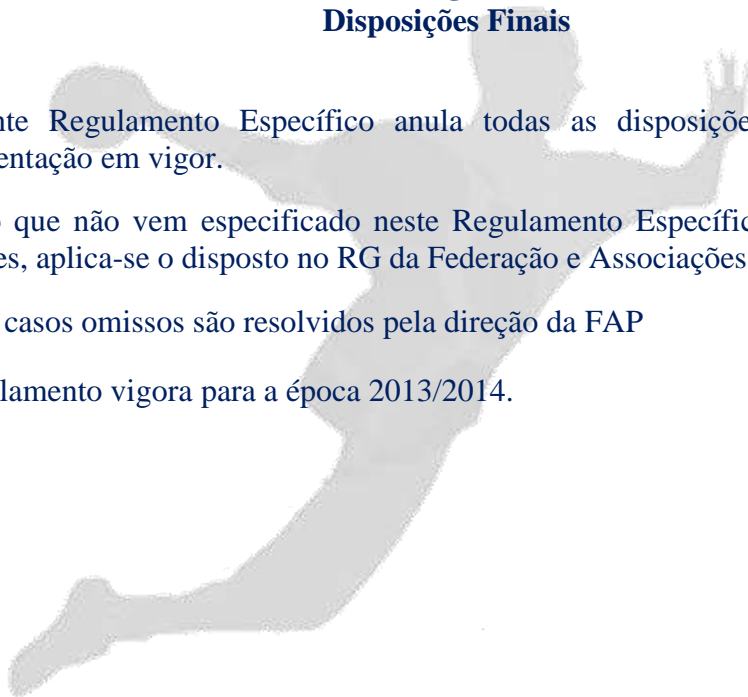 Disposições Finais
nte Regulamento Específico anula todas as disposiçõe
entação em vigor.
que não vem especificado neste Regulamento Específic
es, aplica-se o disposto no RG da Federação e Associações
casos omissos são resolvidos pela direção da FAP
lamento vigora para a época 2013/2014.